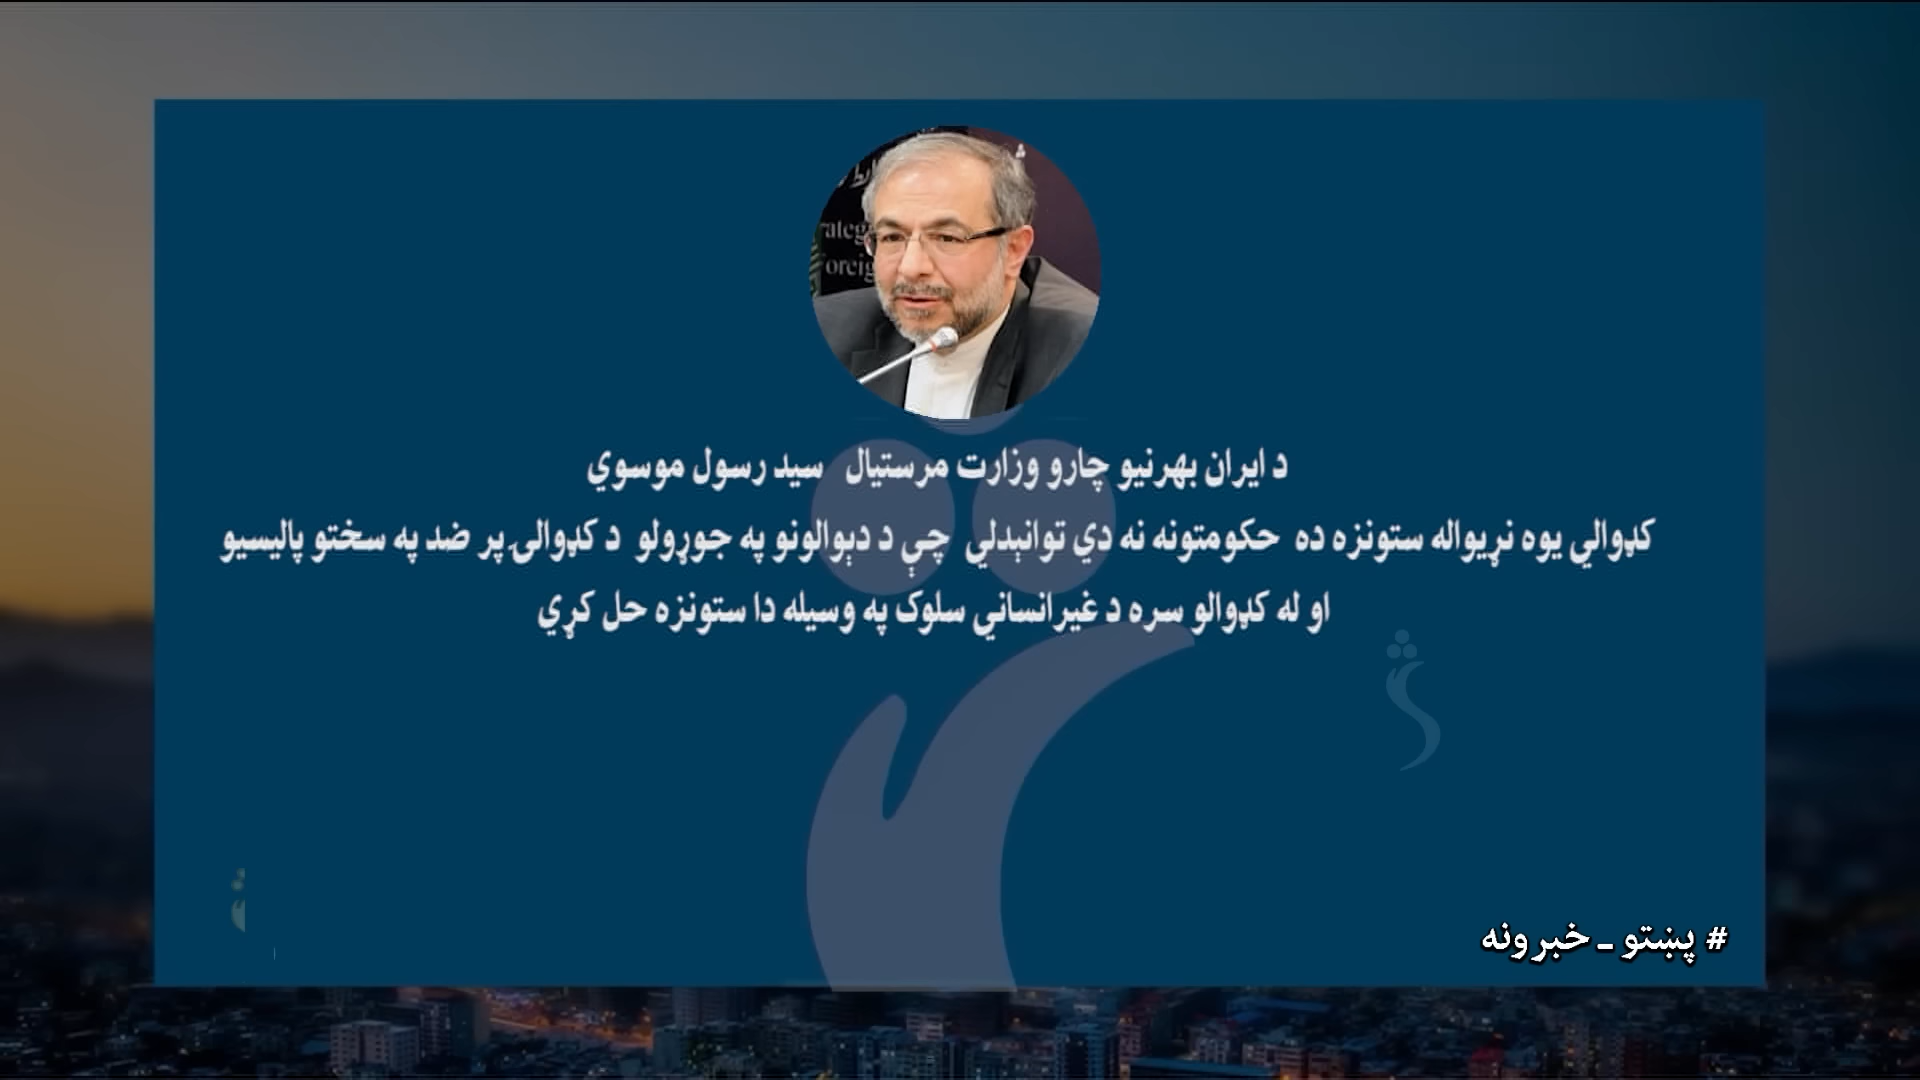 د ایران بهرنیو چارو وزارت مرستیال سید رسول موسوي
کډوالي یوه نړیواله ستونزه ده حکومتونه نه دي توانېدلي چې د دېوالونو په جوړولو د کډوالۍ پر ضد په سختو پالیسیو
او له کډوالو سره د غیرانساني سلوک په وسیله دا ستونزه حل کړي
# پښتو ـ خبرونه